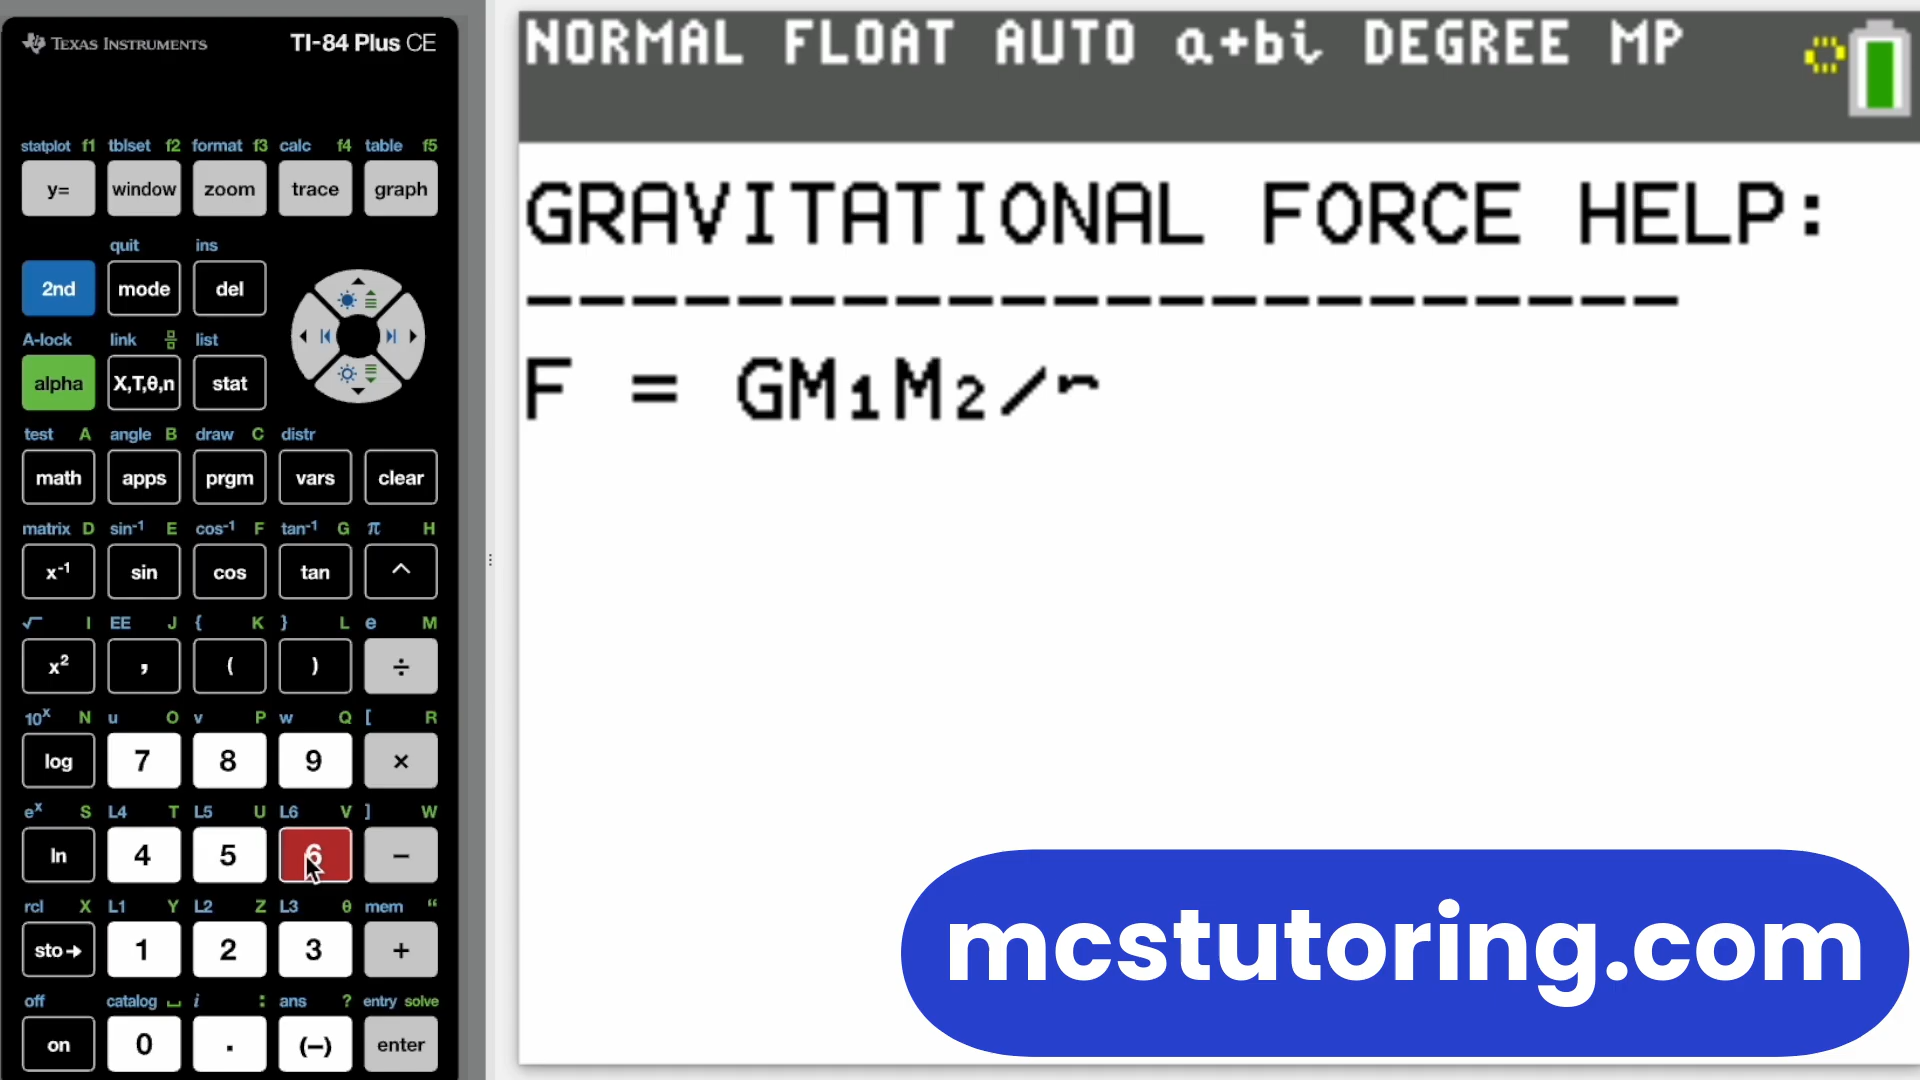 TEXAS INSTRUMENTS TI-84 Plus CE
statplot f1 tblset f2 format f3 calc f4 table f5
y= window zoom trace graph
quit ins
2nd mode del
A-lock link list
alpha X,T,θ,n stat
test A angle B draw C distr
math apps prgm vars clear
matrix D sin⁻¹ E cos⁻¹ F tan⁻¹ G π H
x⁻¹ sin cos tan ^
√ I EE J { K } L e M
x² , ( ) ÷
10ˣ N u O v P w Q [ R
log 7 8 9 ×
eˣ S L4 T L5 U L6 V ] W
ln 4 5 6 −
rcl X L1 Y L2 Z L3 θ mem “
sto→ 1 2 3 +
off catalog ⎵ i : ans ? entry solve
on 0 . (−) enter
NORMAL FLOAT AUTO a+bi DEGREE MP
GRAVITATIONAL FORCE HELP:
----------------------
F = GM₁M₂/
mcstutoring.com